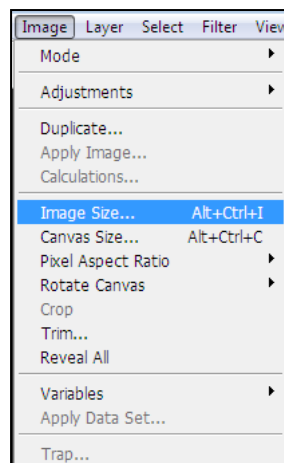 Image Layer Select Filter View
Mode
Adjustments
Duplicate...
Apply Image...
Calculations...
Image Size... Alt+Ctrl+I
Canvas Size... Alt+Ctrl+C
Pixel Aspect Ratio
Rotate Canvas
Crop
Trim...
Reveal All
Variables
Apply Data Set...
Trap...